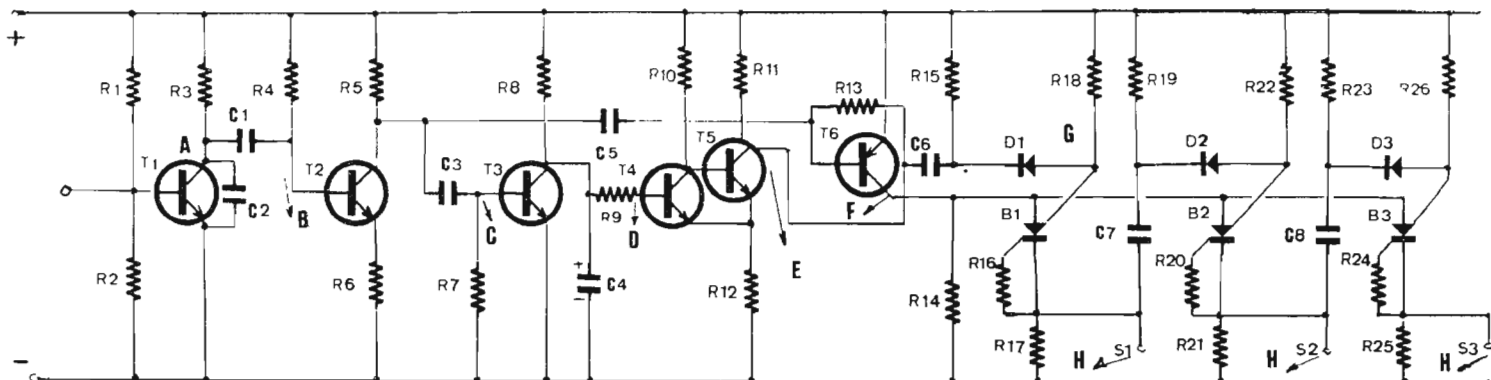 +
R1
R3
R4
R5
R8
R10
R11
R13
R15
R18
R19
R22
R23
R26
A
C1
T1
C2
B
T2
C3
T3
C
C5
T4
R9
D
T5
E
T6
F
C6
D1
G
D2
D3
B1
C7
B2
C8
B3
R2
R6
R7
+
−
C4
R12
R14
R16
R17
R20
R21
R24
R25
H S1
H S2
H S3
−